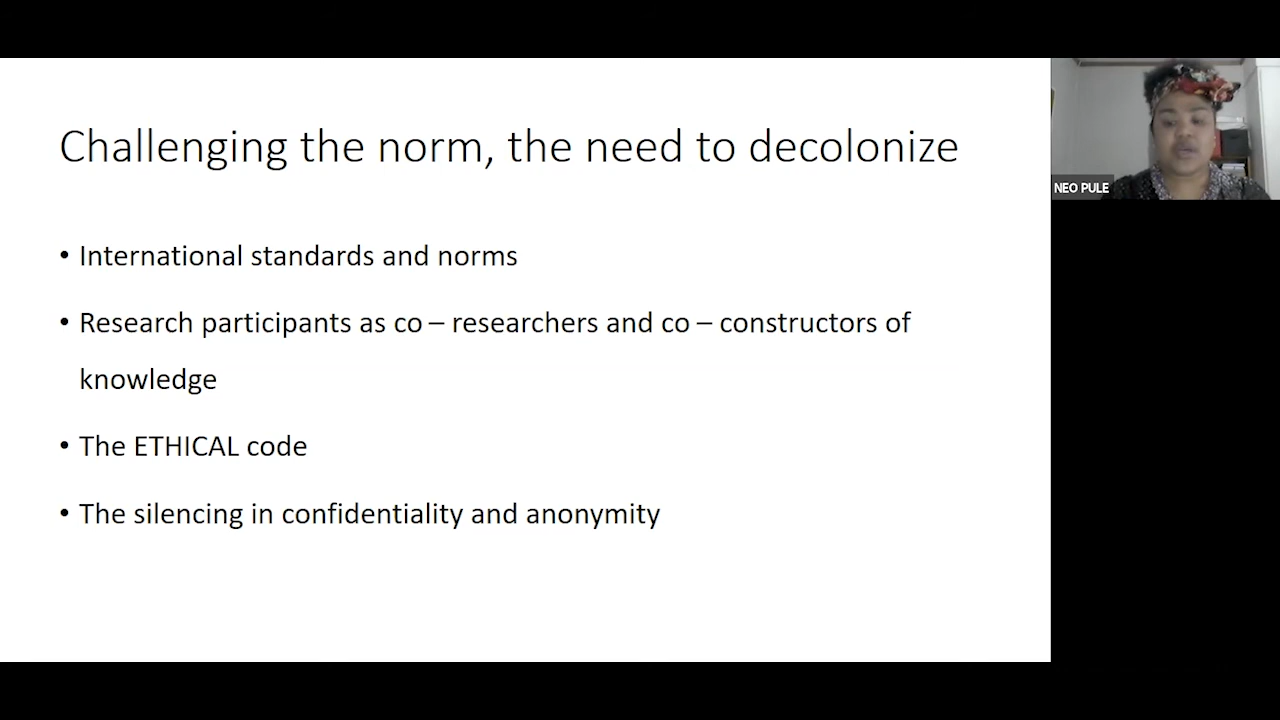 Challenging the norm, the need to decolonize
• International standards and norms
• Research participants as co – researchers and co – constructors of
knowledge
• The ETHICAL code
• The silencing in confidentiality and anonymity
NEO PULE